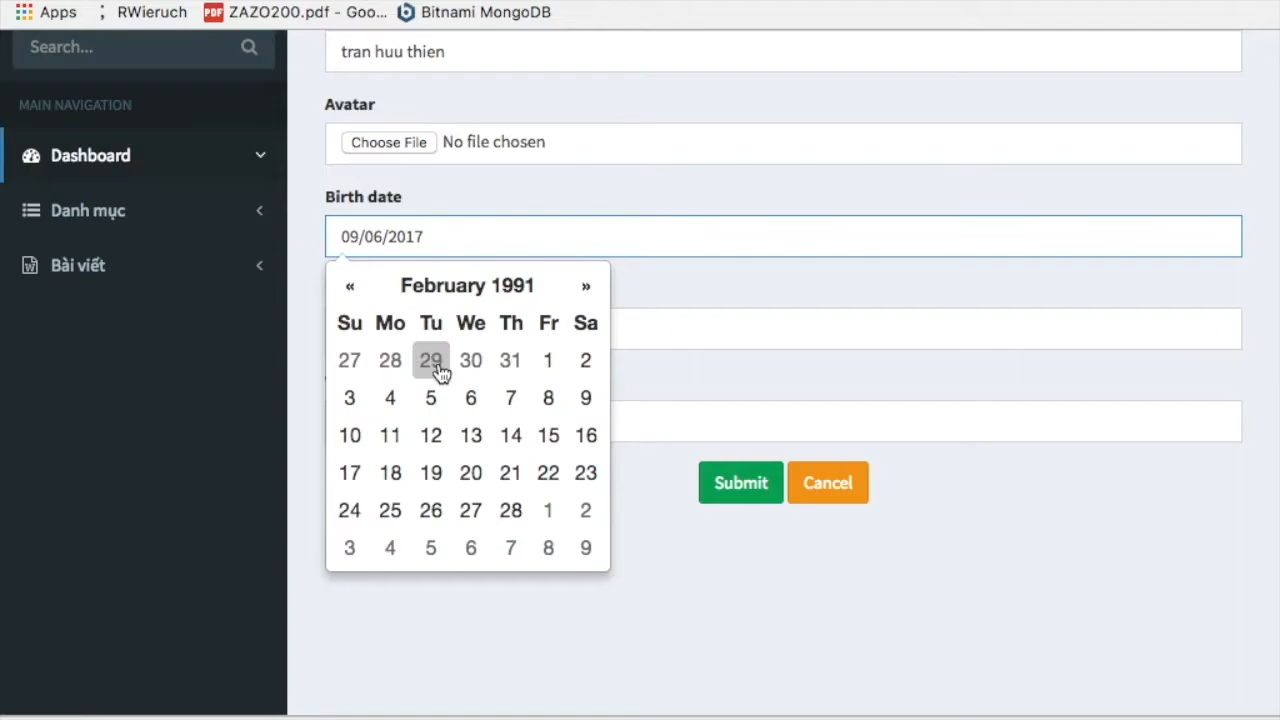 Apps RWieruch PDF ZAZO200.pdf - Goo... Bitnami MongoDB
Search...
tran huu thien
MAIN NAVIGATION
Avatar
Choose File No file chosen
Dashboard
Birth date
Danh mục
09/06/2017
Bài viết
« February 1991 »
Su Mo Tu We Th Fr Sa
27 28 29 30 31 1 2
3 4 5 6 7 8 9
10 11 12 13 14 15 16
17 18 19 20 21 22 23
24 25 26 27 28 1 2
3 4 5 6 7 8 9
Submit Cancel